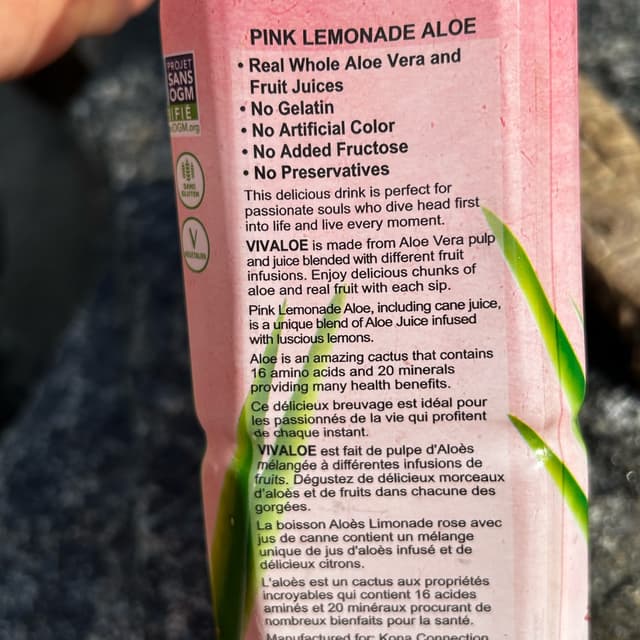 PINK LEMONADE ALOE
• Real Whole Aloe Vera and
Fruit Juices
• No Gelatin
• No Artificial Color
• No Added Fructose
• No Preservatives
This delicious drink is perfect for
passionate souls who dive head first
into life and live every moment.
VIVALOE is made from Aloe Vera pulp
and juice blended with different fruit
infusions. Enjoy delicious chunks of
aloe and real fruit with each sip.
Pink Lemonade Aloe, including cane juice,
is a unique blend of Aloe Juice infused
with luscious lemons.
Aloe is an amazing cactus that contains
16 amino acids and 20 minerals
providing many health benefits.
Ce délicieux breuvage est idéal pour
les passionnés de la vie qui profitent
de chaque instant.
VIVALOE est fait de pulpe d'Aloès
mélangée à différentes infusions de
fruits. Dégustez de délicieux morceaux
d'aloès et de fruits dans chacune des
gorgées.
La boisson Aloès Limonade rose avec
jus de canne contient un mélange
unique de jus d'aloès infusé et de
délicieux citrons.
L'aloès est un cactus aux propriétés
incroyables qui contient 16 acides
aminés et 20 minéraux procurant de
nombreux bienfaits pour la santé.
Manufactured for: Kona Connection
PROJET
SANS
OGM
IFIÉ
OGM.org
SANS
GLUTEN
V